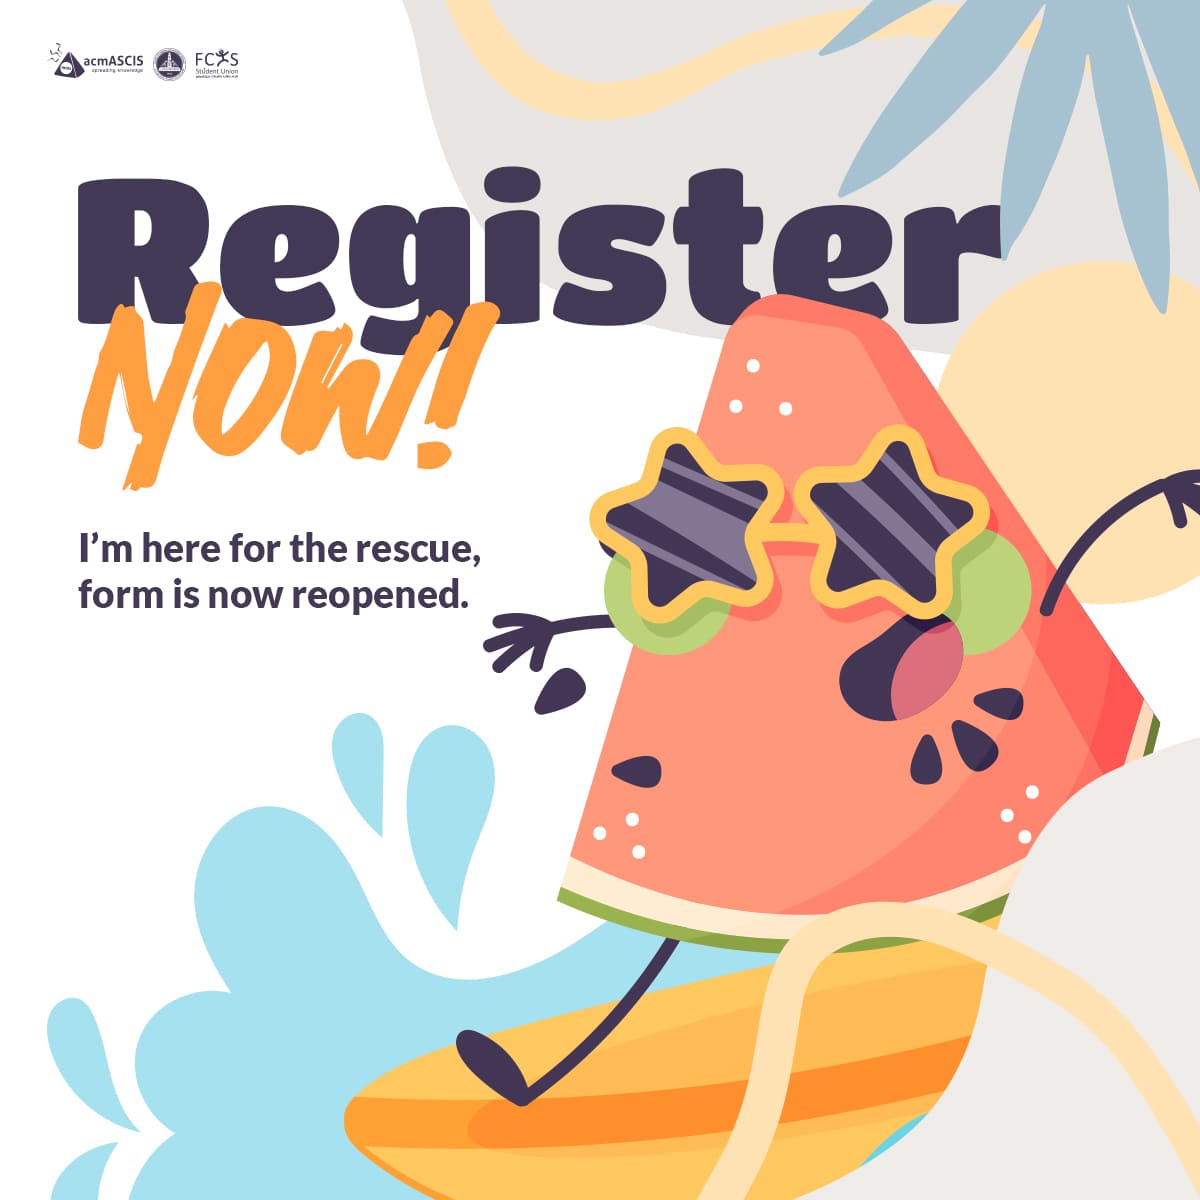 acmASCIS
spreading knowledge
FCIS
Student Union
Register
Now!
I'm here for the rescue,
form is now reopened.